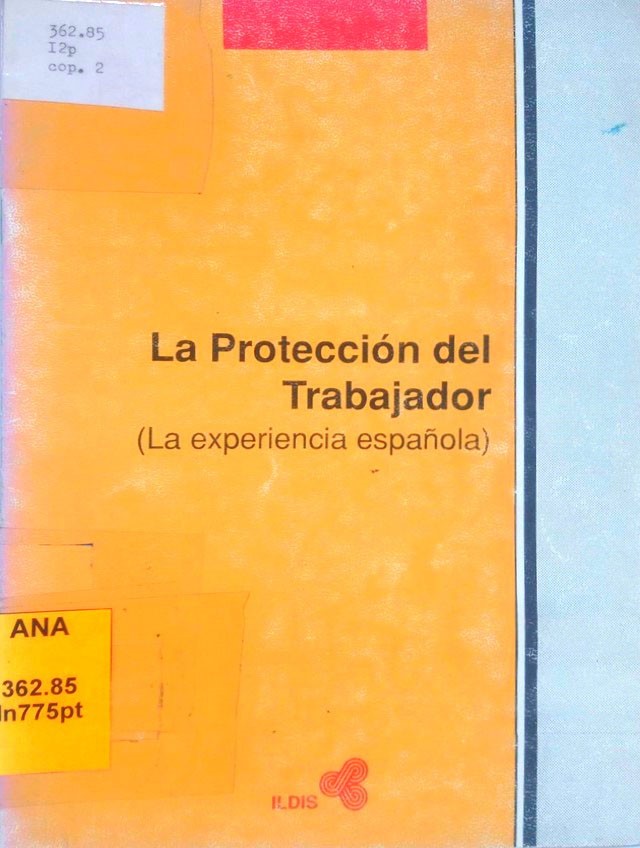 362.85
I2p
cop. 2
La Protección del
Trabajador
(La experiencia española)
ANA
362.85
In775pt
ILDIS